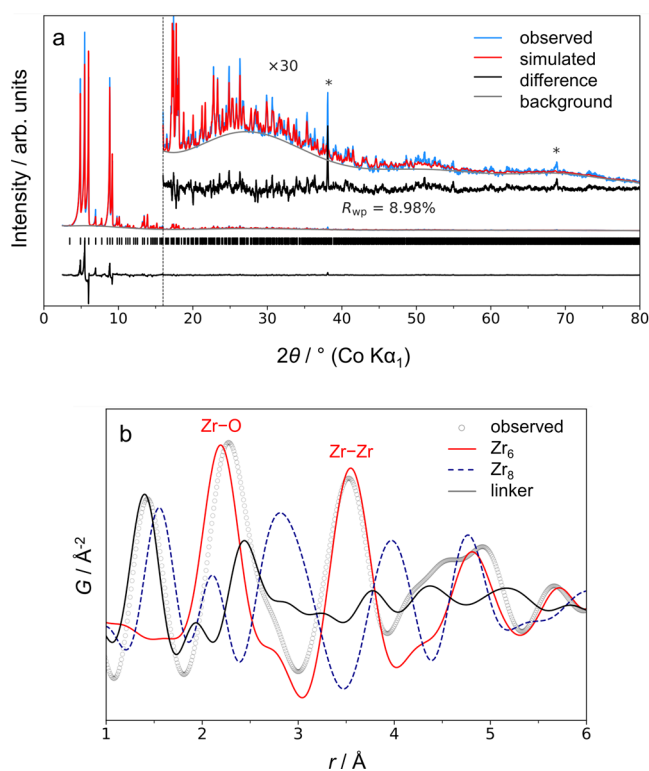 a
×30
*
*
observed
simulated
difference
background
Rwp = 8.98%
Intensity / arb. units
0 10 20 30 40 50 60 70 80
2θ / ° (Co Kα₁)
b
Zr–O
Zr–Zr
observed
Zr₆
Zr₈
linker
G / Å⁻²
1 2 3 4 5 6
r / Å